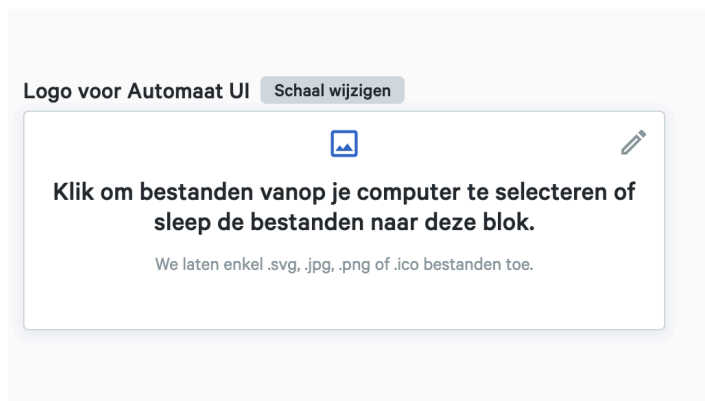 Logo voor Automaat UI Schaal wijzigen
Klik om bestanden vanop je computer te selecteren of
sleep de bestanden naar deze blok.
We laten enkel .svg, .jpg, .png of .ico bestanden toe.